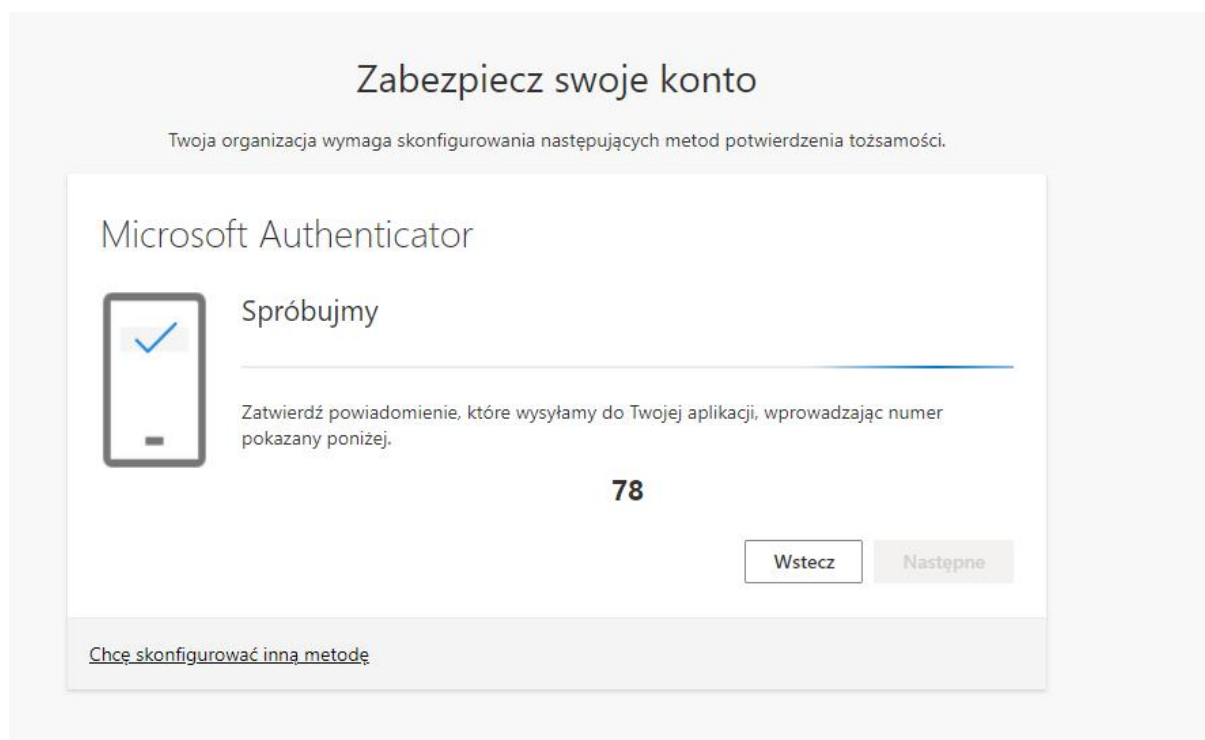 Zabezpiecz swoje konto
Twoja organizacja wymaga skonfigurowania następujących metod potwierdzenia tożsamości.
Microsoft Authenticator
Spróbujmy
Zatwierdź powiadomienie, które wysyłamy do Twojej aplikacji, wprowadzając numer
pokazany poniżej.
78
Wstecz Następne
Chcę skonfigurować inną metodę